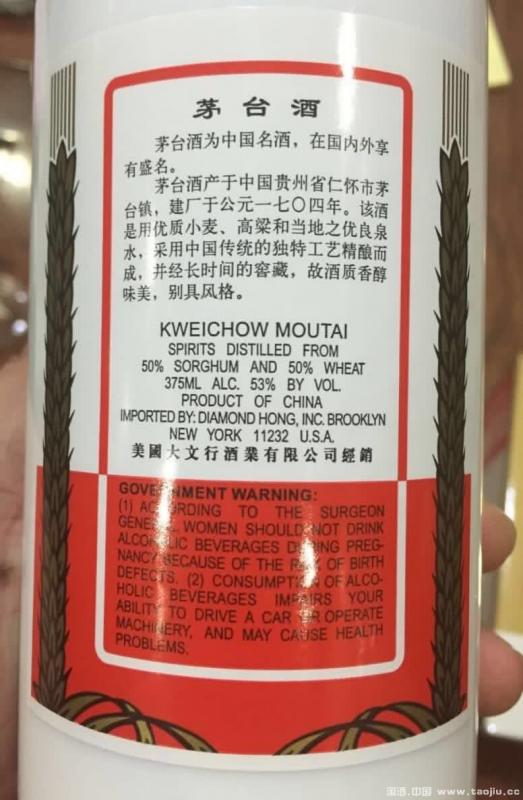 茅台酒
茅台酒为中国名酒，在国内外享
有盛名。
茅台酒产于中国贵州省仁怀市茅
台镇，建厂于公元一七〇四年。该酒
是用优质小麦、高粱和当地之优良泉
水，采用中国传统的独特工艺精酿而
成，并经长时间的窖藏，故酒质香醇
味美，别具风格。
KWEICHOW MOUTAI
SPIRITS DISTILLED FROM
50% SORGHUM AND 50% WHEAT
375ML ALC. 53% BY VOL.
PRODUCT OF CHINA
IMPORTED BY: DIAMOND HONG, INC. BROOKLYN
NEW YORK 11232 U.S.A.
美國大文行酒業有限公司經銷
GOVERNMENT WARNING:
(1) ACCORDING TO THE SURGEON
GENERAL WOMEN SHOULD NOT DRINK
ALCOHOLIC BEVERAGES DURING PREG-
NANCY BECAUSE OF THE RISK OF BIRTH
DEFECTS. (2) CONSUMPTION OF ALCO-
HOLIC BEVERAGES IMPAIRS YOUR
ABILITY TO DRIVE A CAR OR OPERATE
MACHINERY, AND MAY CAUSE HEALTH
PROBLEMS.
淘酒.中国 www.taojiu.cc